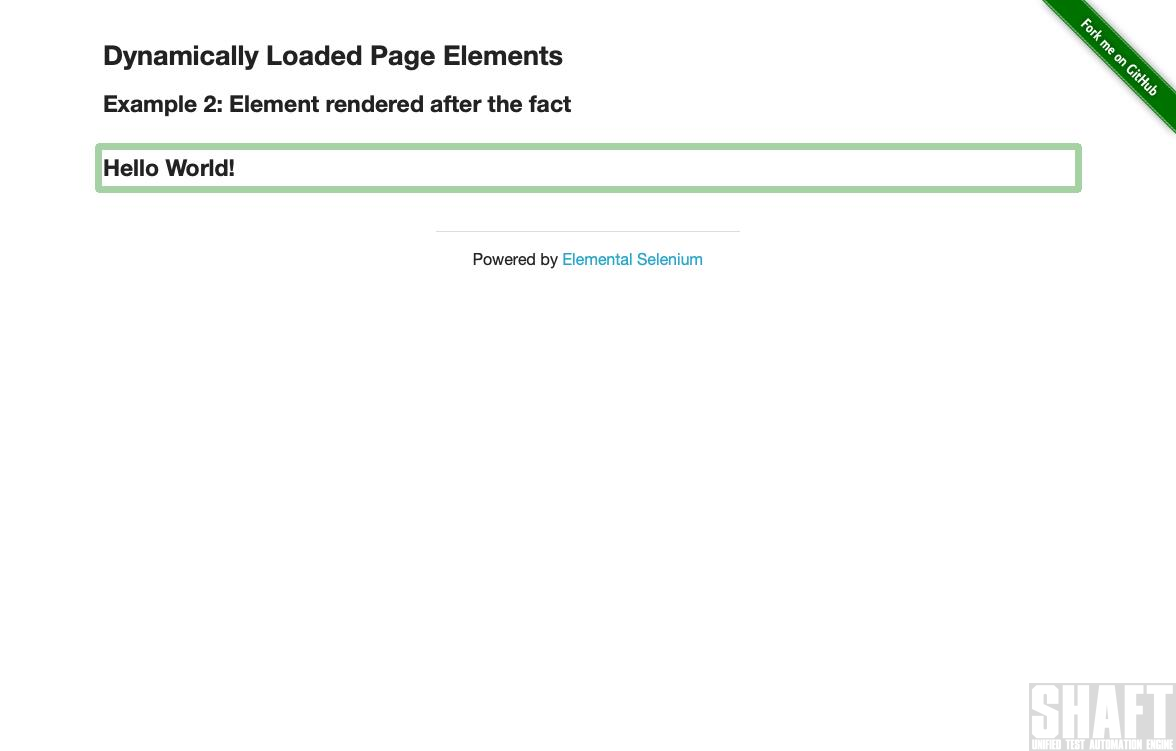 Fork me on GitHub
Dynamically Loaded Page Elements
Example 2: Element rendered after the fact
Hello World!
Powered by Elemental Selenium
SHAFT
UNIFIED TEST AUTOMATION ENGINE